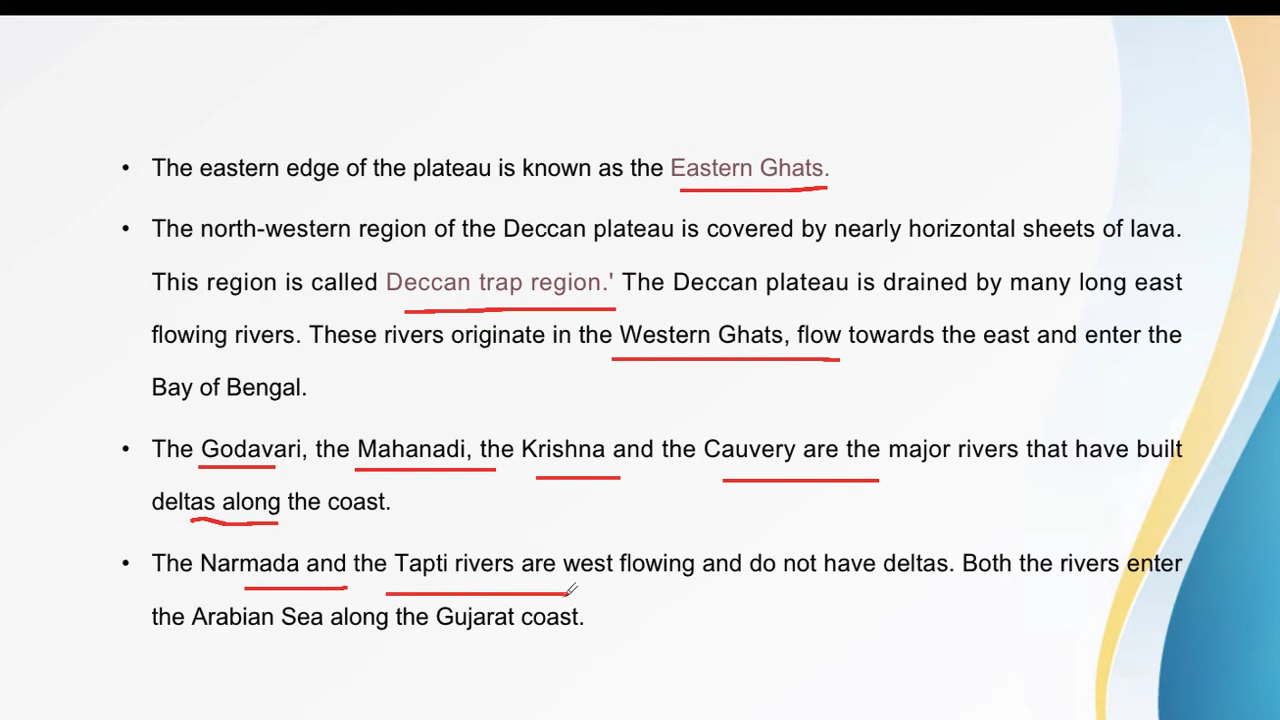 • The eastern edge of the plateau is known as the Eastern Ghats.
• The north-western region of the Deccan plateau is covered by nearly horizontal sheets of lava.
This region is called Deccan trap region.' The Deccan plateau is drained by many long east
flowing rivers. These rivers originate in the Western Ghats, flow towards the east and enter the
Bay of Bengal.
• The Godavari, the Mahanadi, the Krishna and the Cauvery are the major rivers that have built
deltas along the coast.
• The Narmada and the Tapti rivers are west flowing and do not have deltas. Both the rivers enter
the Arabian Sea along the Gujarat coast.